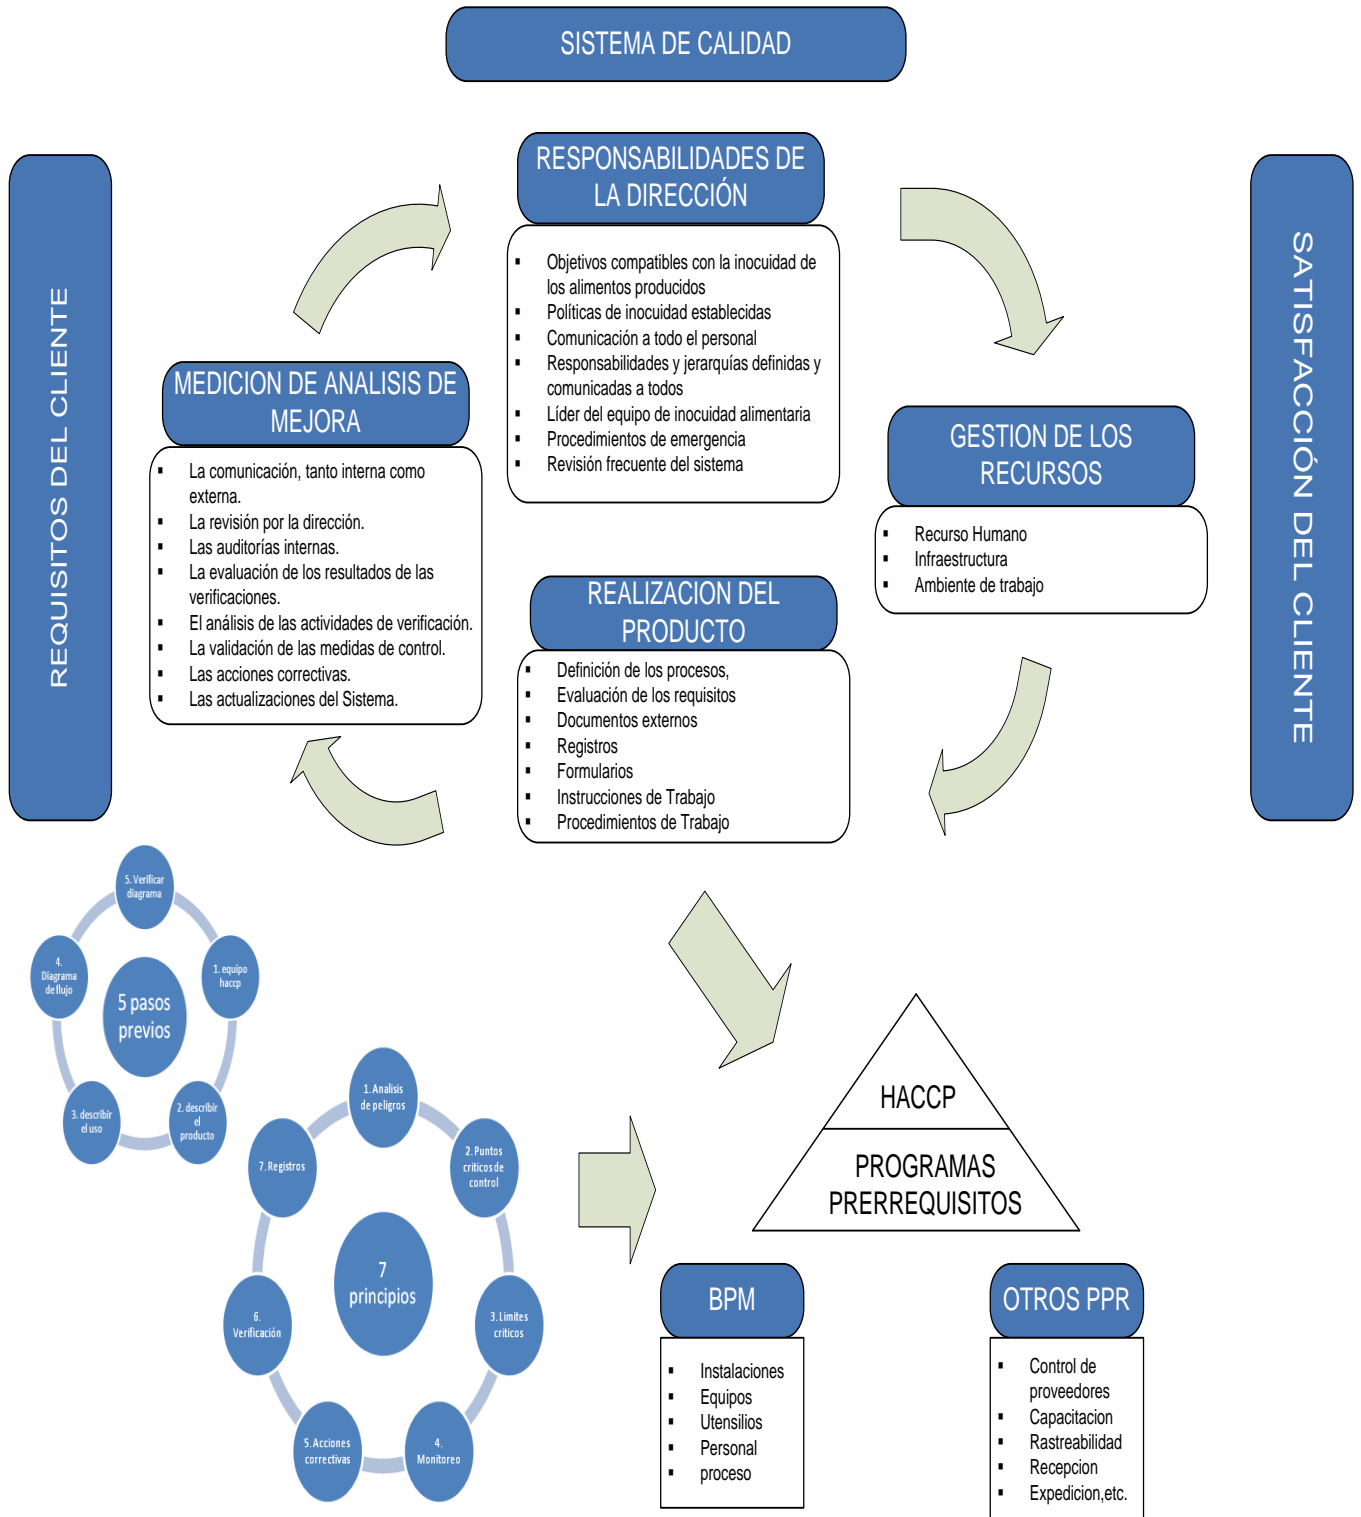 SISTEMA DE CALIDAD
REQUISITOS DEL CLIENTE
RESPONSABILIDADES DE
LA DIRECCIÓN
▪ Objetivos compatibles con la inocuidad de
los alimentos producidos
▪ Políticas de inocuidad establecidas
▪ Comunicación a todo el personal
▪ Responsabilidades y jerarquías definidas y
comunicadas a todos
▪ Líder del equipo de inocuidad alimentaria
▪ Procedimientos de emergencia
▪ Revisión frecuente del sistema
SATISFACCIÓN DEL CLIENTE
MEDICION DE ANALISIS DE
MEJORA
▪ La comunicación, tanto interna como
externa.
▪ La revisión por la dirección.
▪ Las auditorías internas.
▪ La evaluación de los resultados de las
verificaciones.
▪ El análisis de las actividades de verificación.
▪ La validación de las medidas de control.
▪ Las acciones correctivas.
▪ Las actualizaciones del Sistema.
GESTION DE LOS
RECURSOS
▪ Recurso Humano
▪ Infraestructura
▪ Ambiente de trabajo
REALIZACION DEL
PRODUCTO
▪ Definición de los procesos,
▪ Evaluación de los requisitos
▪ Documentos externos
▪ Registros
▪ Formularios
▪ Instrucciones de Trabajo
▪ Procedimientos de Trabajo
5 pasos
previos
1. equipo
haccp
2. describir
el
producto
3. describir
el uso
4.
Diagrama
de flujo
5. Verificar
diagrama
7
principios
1. Analisis
de peligros
2. Puntos
criticos de
control
3. Limites
criticos
4.
Monitoreo
5. Acciones
correctivas
6.
Verificación
7. Registros
HACCP
PROGRAMAS
PRERREQUISITOS
BPM
▪ Instalaciones
▪ Equipos
▪ Utensilios
▪ Personal
▪ proceso
OTROS PPR
▪ Control de
proveedores
▪ Capacitacion
▪ Rastreabilidad
▪ Recepcion
▪ Expedicion,etc.